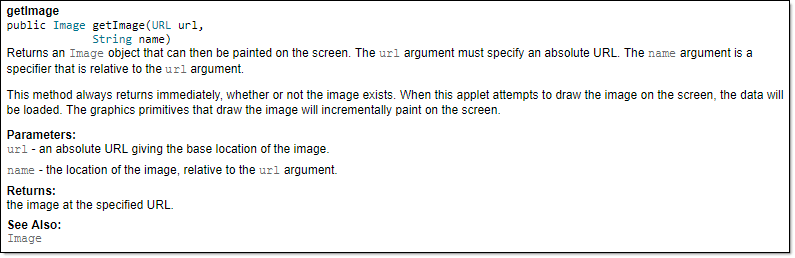 getImage
public Image getImage(URL url,
String name)
Returns an Image object that can then be painted on the screen. The url argument must specify an absolute URL. The name argument is a
specifier that is relative to the url argument.
This method always returns immediately, whether or not the image exists. When this applet attempts to draw the image on the screen, the data will
be loaded. The graphics primitives that draw the image will incrementally paint on the screen.
Parameters:
url - an absolute URL giving the base location of the image.
name - the location of the image, relative to the url argument.
Returns:
the image at the specified URL.
See Also:
Image